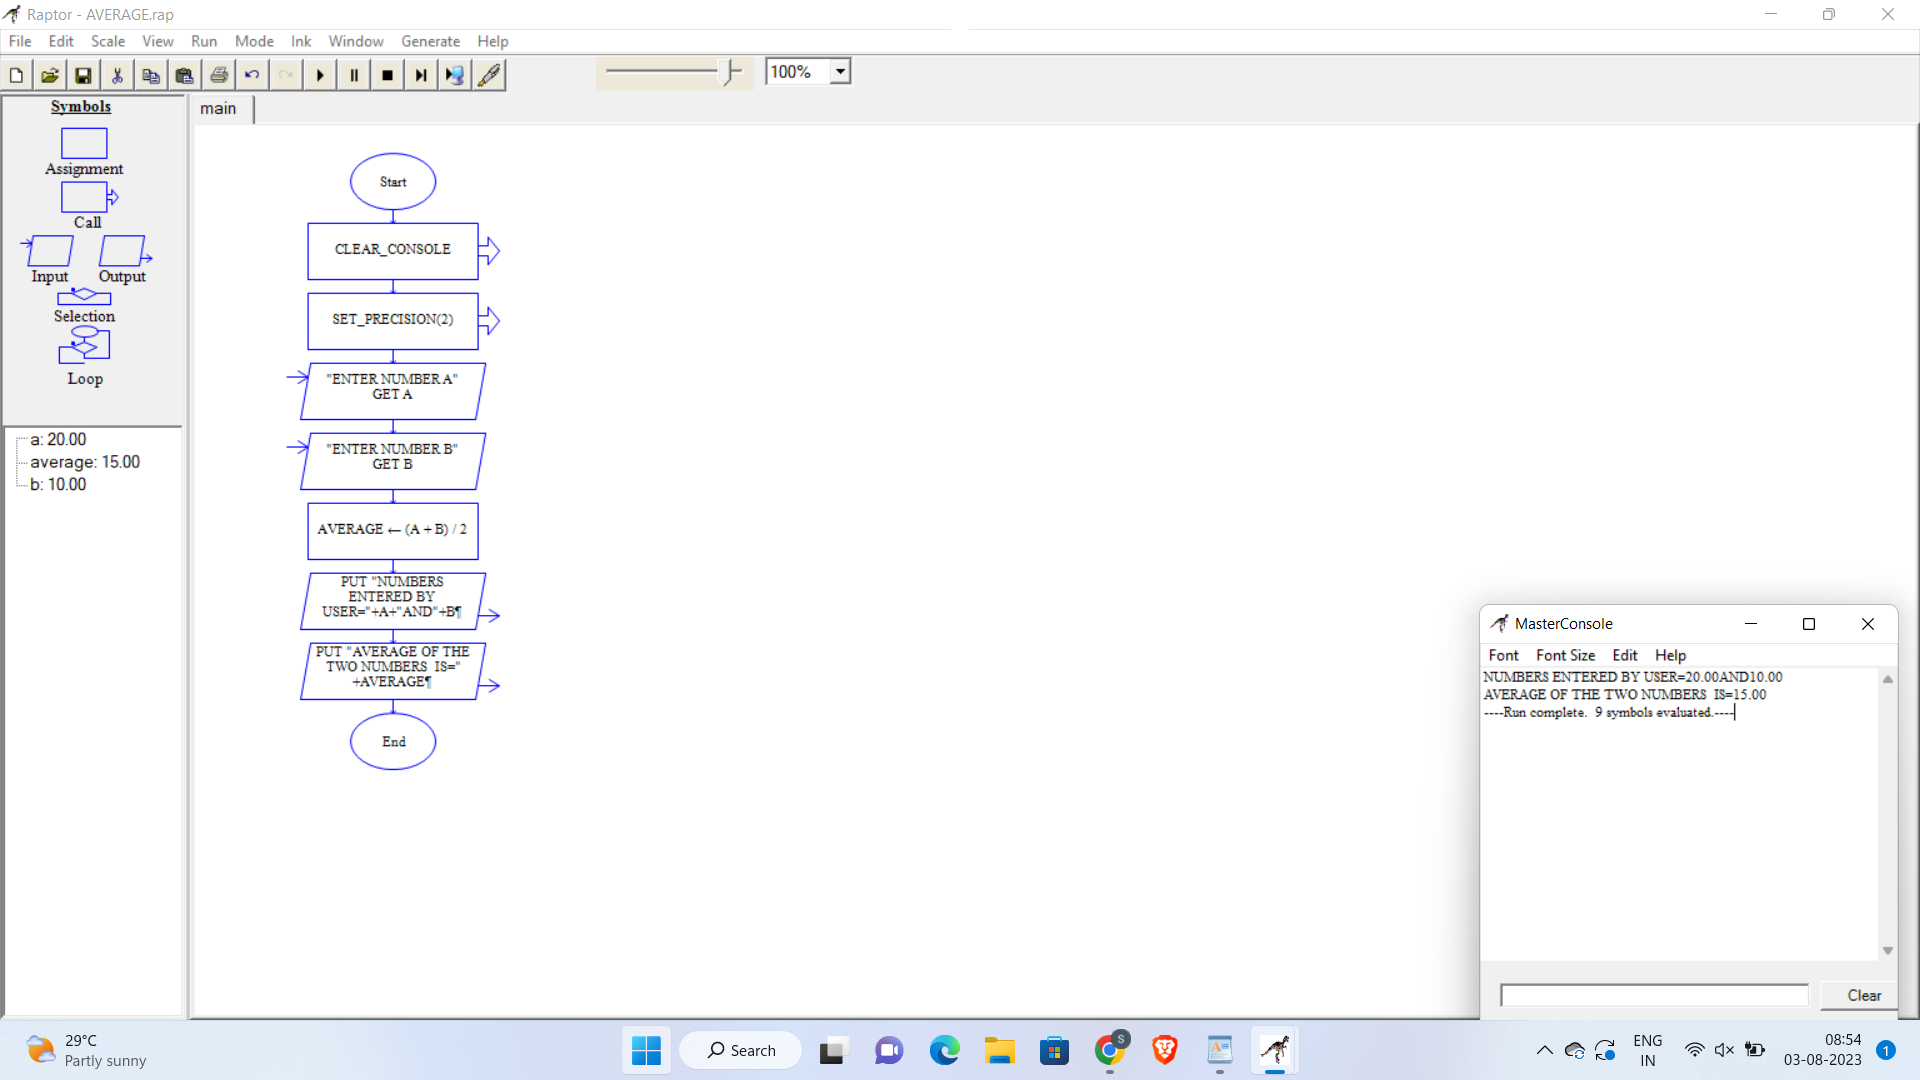 Raptor - AVERAGE.rap
File Edit Scale View Run Mode Ink Window Generate Help
100%
Symbols
Assignment
Call
Input Output
Selection
Loop
a: 20.00
average: 15.00
b: 10.00
main
Start
CLEAR_CONSOLE
SET_PRECISION(2)
"ENTER NUMBER A"
GET A
"ENTER NUMBER B"
GET B
AVERAGE ← (A + B) / 2
PUT "NUMBERS
ENTERED BY
USER="+A+"AND"+B¶
PUT "AVERAGE OF THE
TWO NUMBERS  IS="
+AVERAGE¶
End
MasterConsole
Font Font Size Edit Help
NUMBERS ENTERED BY USER=20.00AND10.00
AVERAGE OF THE TWO NUMBERS  IS=15.00
----Run complete.  9 symbols evaluated.----
Clear
29°C
Partly sunny
Search
S
ENG
IN
08:54
03-08-2023
1